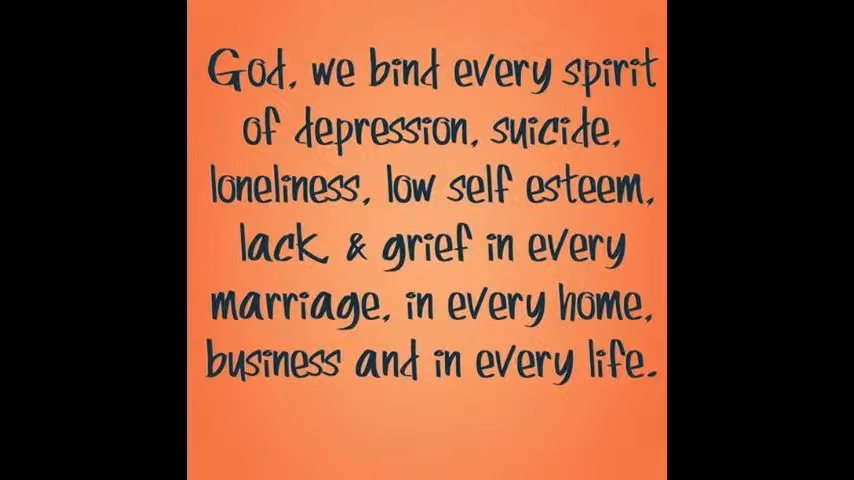 God, we bind every spirit
of depression, suicide,
loneliness, low self esteem,
lack, & grief in every
marriage, in every home,
business and in every life.